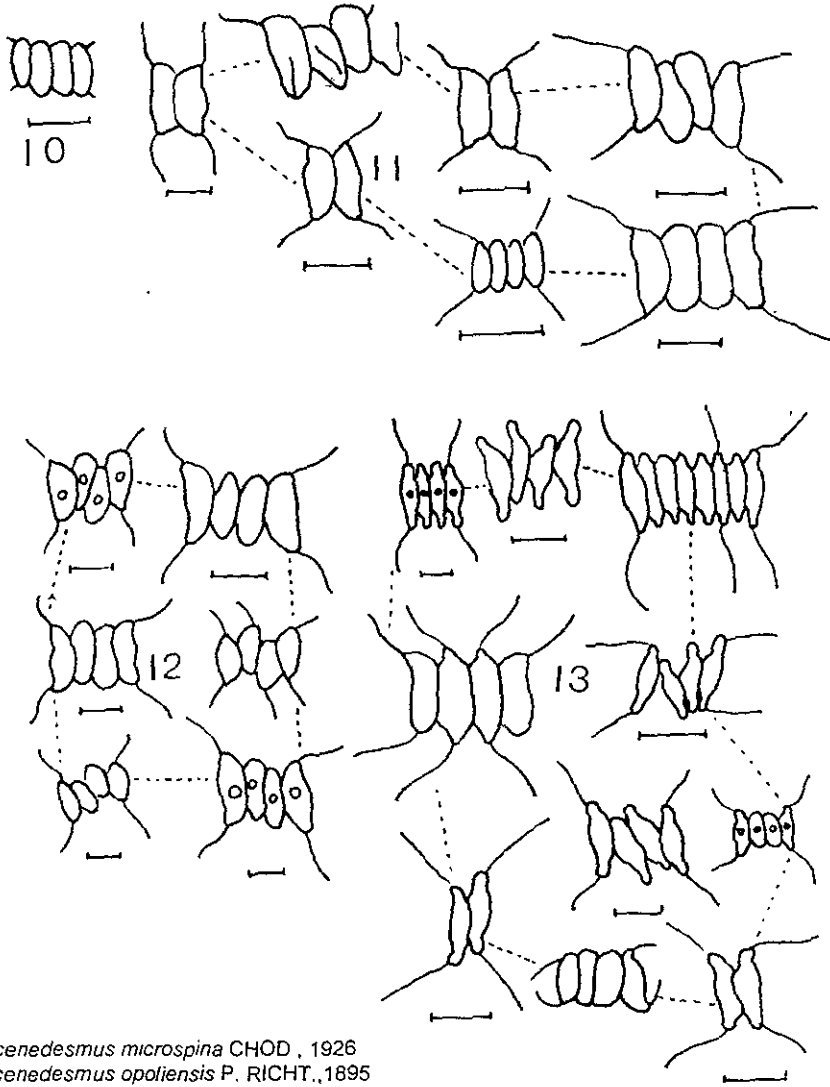 10
11
12
13
cenedesmus microspina CHOD , 1926
cenedesmus opoliensis P. RICHT.,1895